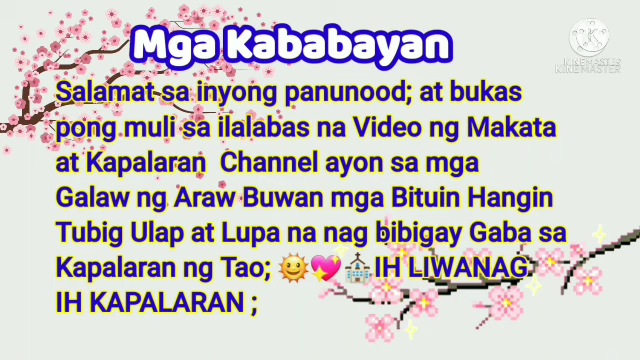 Mga Kababayan
Salamat sa inyong panunood; at bukas
pong muli sa ilalabas na Video ng Makata
at Kapalaran Channel ayon sa mga
Galaw ng Araw Buwan mga Bituin Hangin
Tubig Ulap at Lupa na nag bibigay Gaba sa
Kapalaran ng Tao; 🌞💖⛪IH LIWANAG
IH KAPALARAN ;
KINEMASTER